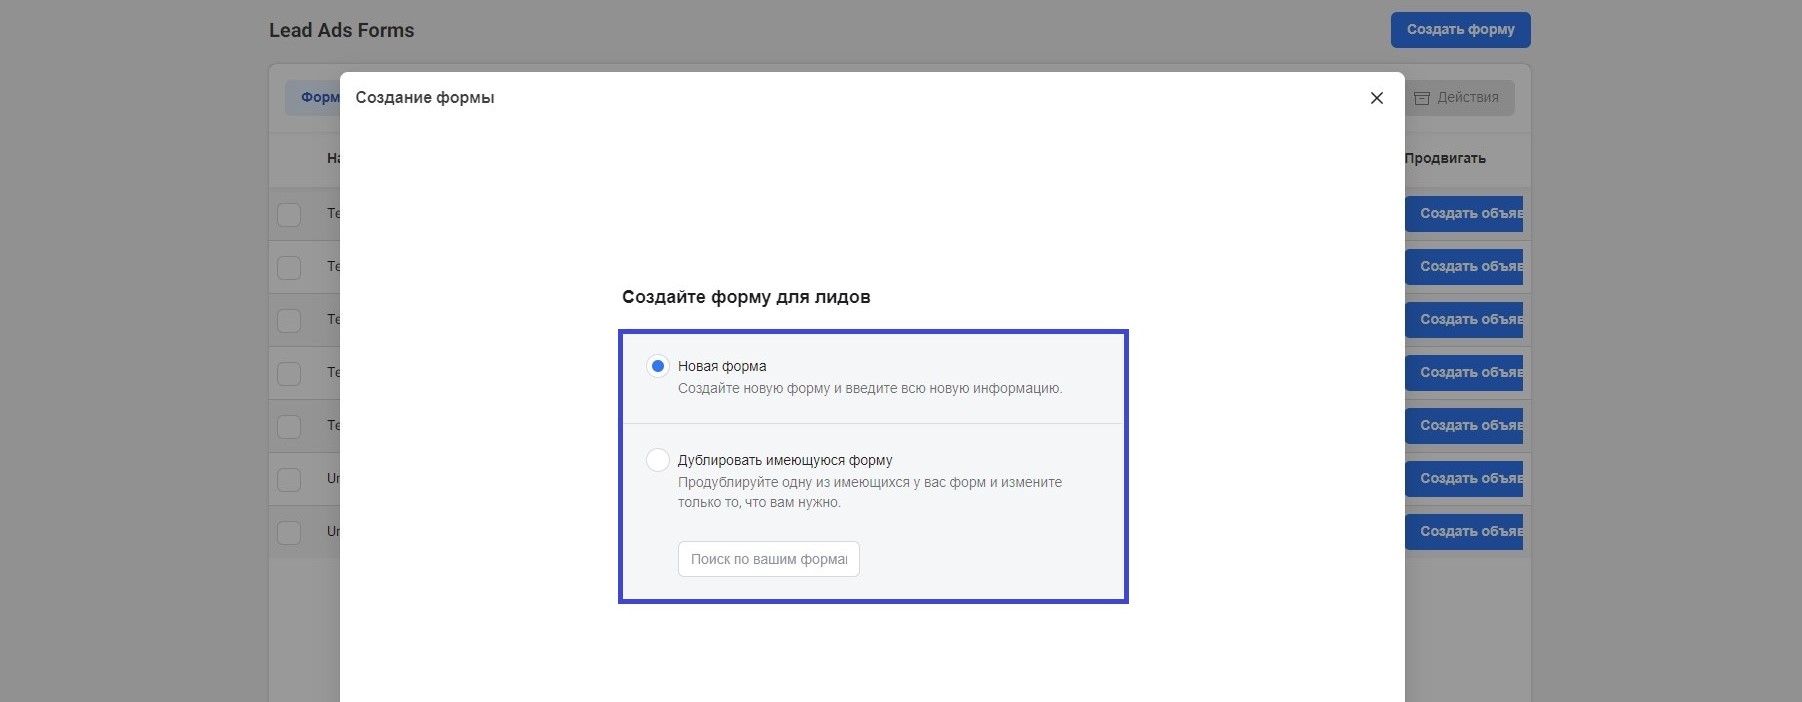 Lead Ads Forms
Создать форму
Форм
Создание формы
Действия
На
Продвигать
Те
Создать объяв
Те
Создать объяв
Создайте форму для лидов
Те
Создать объяв
Новая форма
Создайте новую форму и введите всю новую информацию.
Те
Создать объяв
Те
Создать объяв
Дублировать имеющуюся форму
Продублируйте одну из имеющихся у вас форм и измените
только то, что вам нужно.
Un
Создать объяв
Un
Создать объяв
Поиск по вашим формам